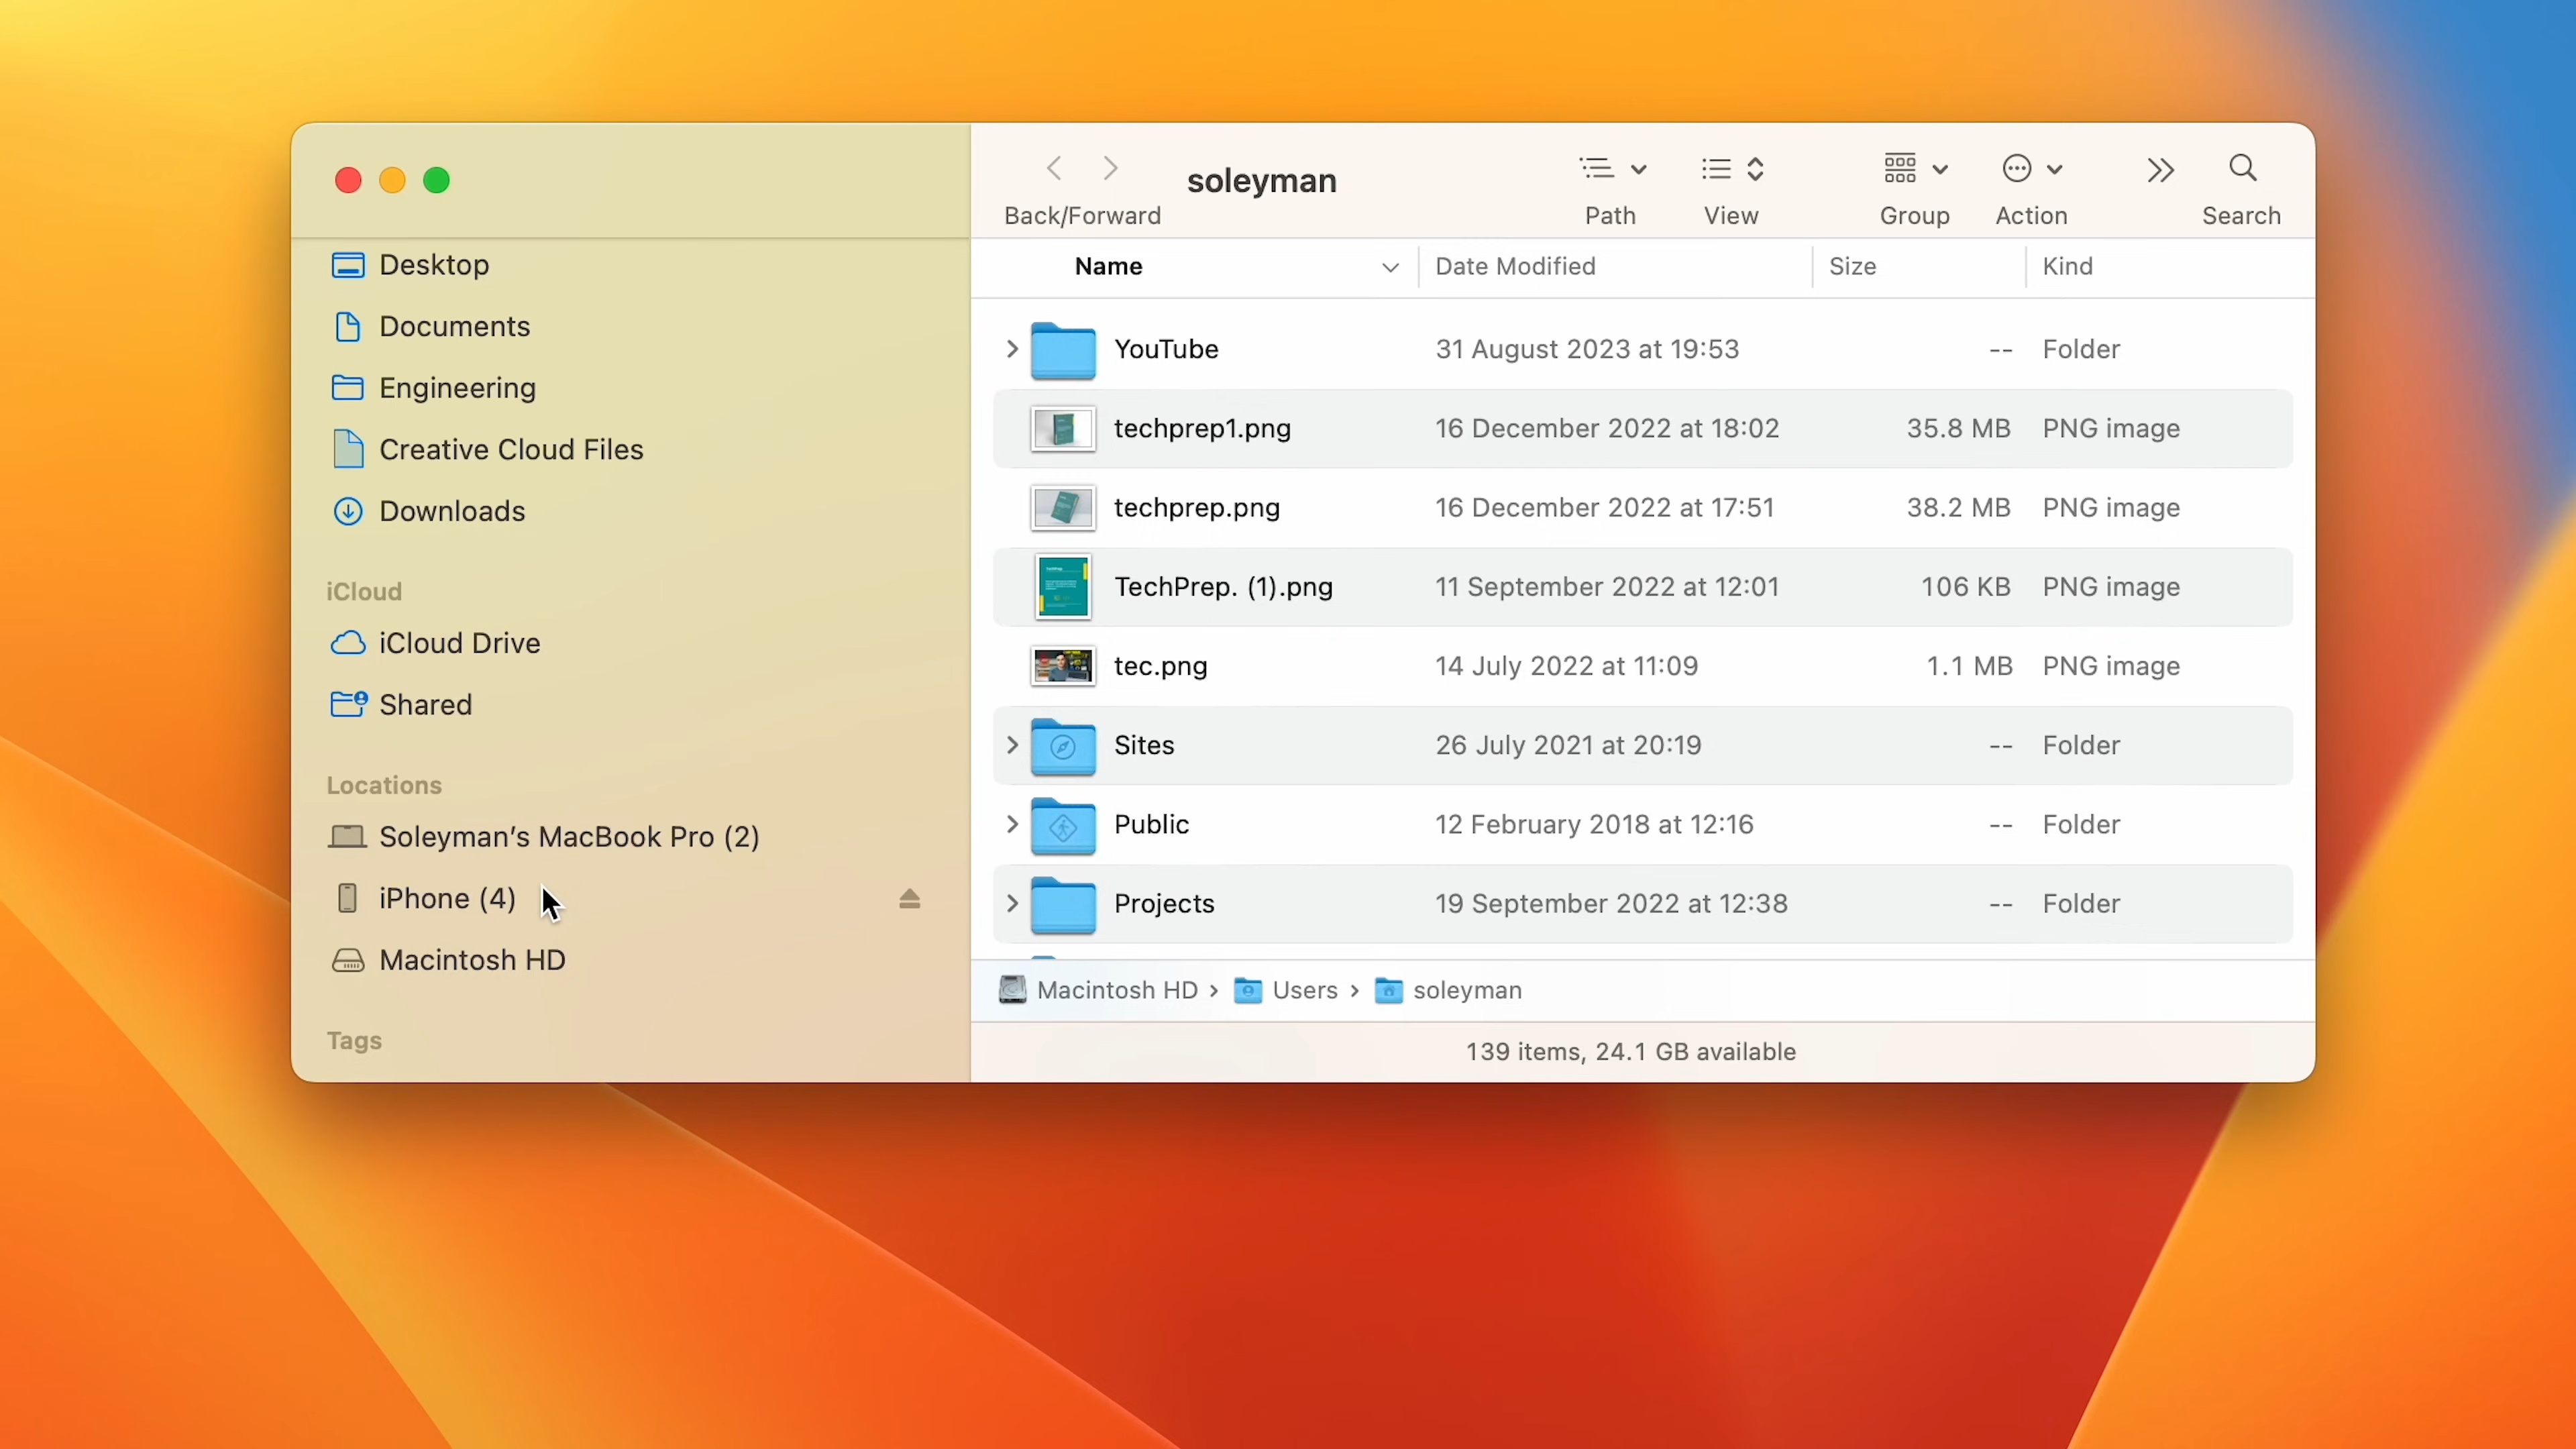 soleyman
Back/Forward
Path
View
Group
Action
Search
Desktop
Documents
Engineering
Creative Cloud Files
Downloads
iCloud
iCloud Drive
Shared
Locations
Soleyman’s MacBook Pro (2)
iPhone (4)
Macintosh HD
Tags
Name Date Modified Size Kind
YouTube 31 August 2023 at 19:53 -- Folder
techprep1.png 16 December 2022 at 18:02 35.8 MB PNG image
techprep.png 16 December 2022 at 17:51 38.2 MB PNG image
TechPrep. (1).png 11 September 2022 at 12:01 106 KB PNG image
tec.png 14 July 2022 at 11:09 1.1 MB PNG image
Sites 26 July 2021 at 20:19 -- Folder
Public 12 February 2018 at 12:16 -- Folder
Projects 19 September 2022 at 12:38 -- Folder
Macintosh HD › Users › soleyman
139 items, 24.1 GB available